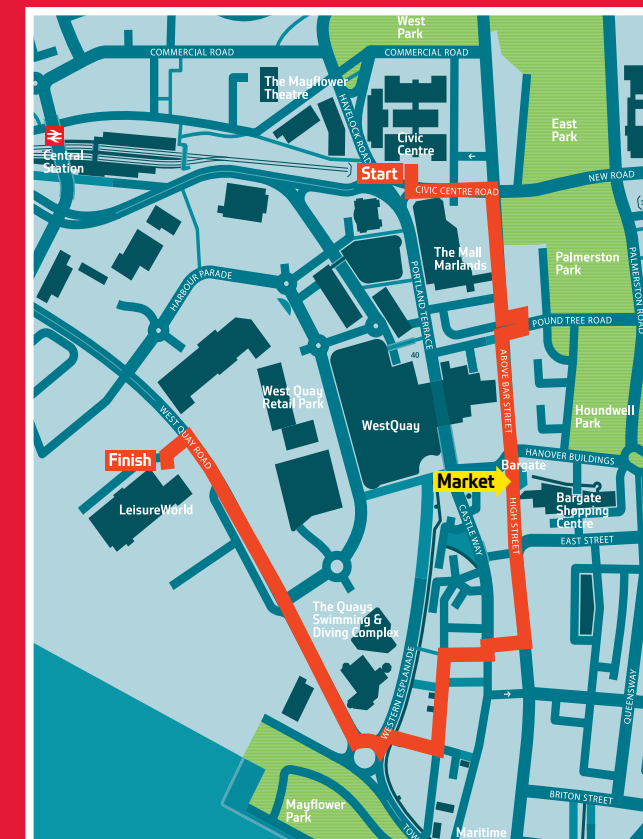 West
Park
COMMERCIAL ROAD
COMMERCIAL ROAD
The Mayflower
Theatre
HAVELOCK ROAD
Civic
Centre
East
Park
Central
Station
Start
CIVIC CENTRE ROAD
NEW ROAD
The Mall
Marlands
Palmerston
Park
PALMERSTON ROAD
HARBOUR PARADE
PORTLAND TERRACE
POUND TREE ROAD
40
ABOVE BAR STREET
West Quay
Retail Park
WestQuay
Houndwell
Park
WEST QUAY ROAD
HANOVER BUILDINGS
Finish
Bargate
Market
LeisureWorld
CASTLE WAY
HIGH STREET
Bargate
Shopping
Centre
EAST STREET
The Quays
Swimming &
Diving Complex
WESTERN ESPLANADE
QUEENSWAY
BRITON STREET
Mayflower
Park
TOW
Maritime